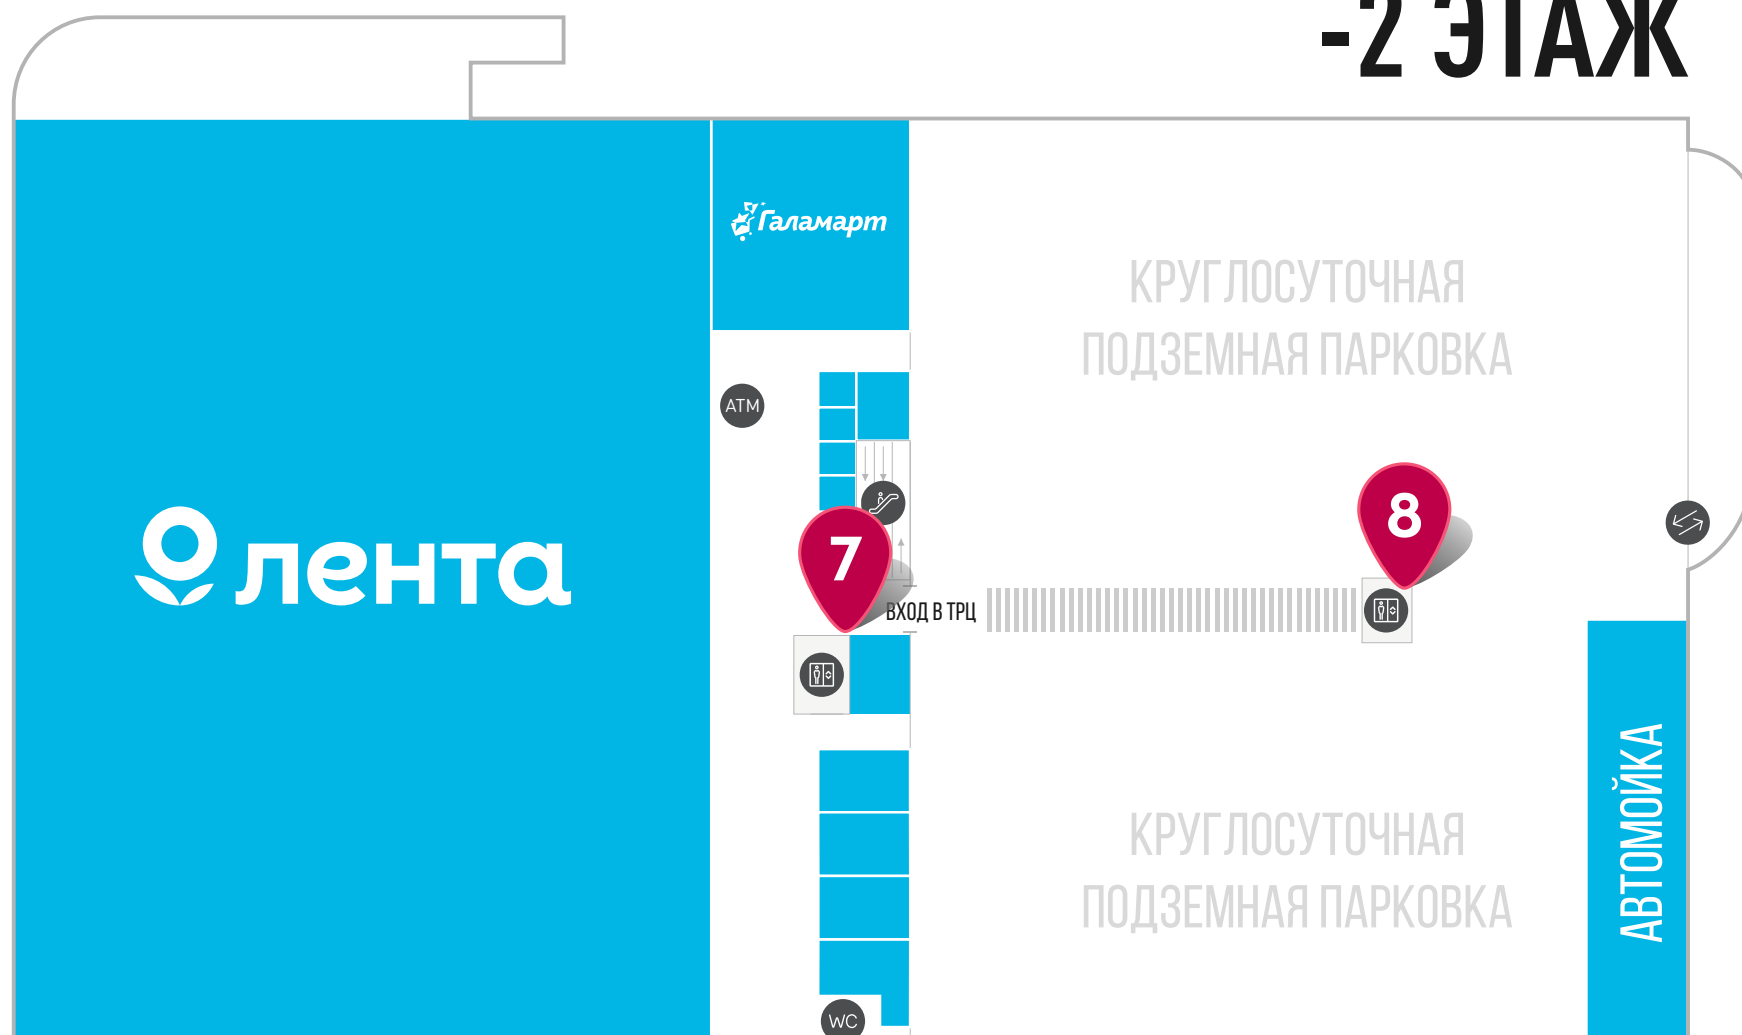 -2 ЭТАЖ
Галамарт
КРУГЛОСУТОЧНАЯ
ПОДЗЕМНАЯ ПАРКОВКА
ATM
8
7
лента
ВХОД В ТРЦ
АВТОМОЙКА
КРУГЛОСУТОЧНАЯ
ПОДЗЕМНАЯ ПАРКОВКА
WC